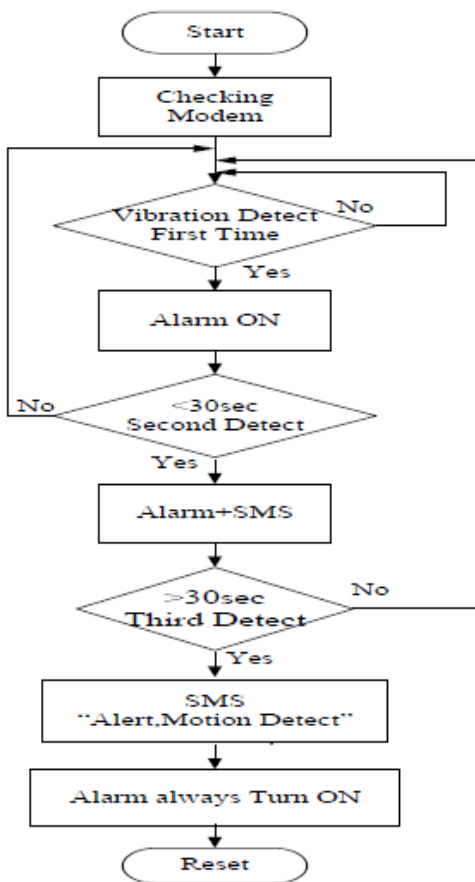 Start
Checking
Modem
Vibration Detect
First Time
No
Yes
Alarm ON
<30sec
Second Detect
No
Yes
Alarm+SMS
>30sec
Third Detect
No
Yes
SMS
“Alert,Motion Detect”
Alarm always Turn ON
Reset